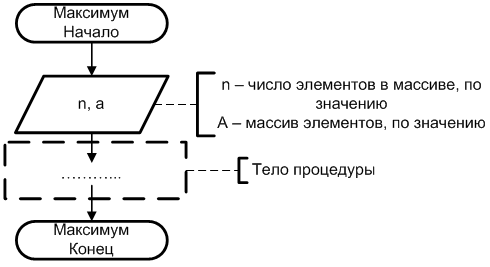 Максимум
Начало
n, a
n – число элементов в массиве, по
значению
A – массив элементов, по значению
............
Тело процедуры
Максимум
Конец